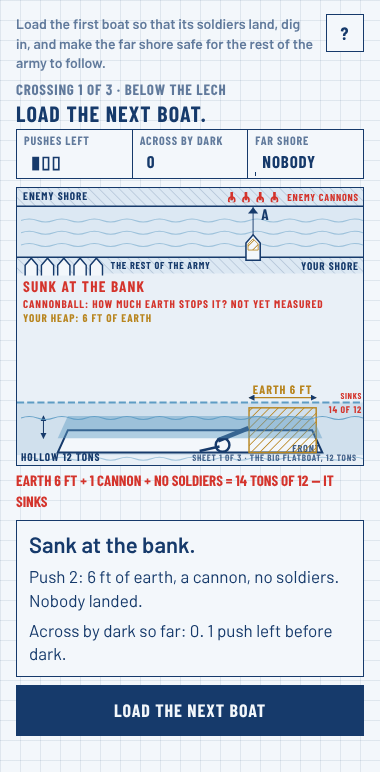 Load the first boat so that its soldiers land, dig
in, and make the far shore safe for the rest of the
army to follow.
?
CROSSING 1 OF 3 · BELOW THE LECH
LOAD THE NEXT BOAT.
PUSHES LEFT
ACROSS BY DARK
0
FAR SHORE
NOBODY
ENEMY SHORE
ENEMY CANNONS
A
THE REST OF THE ARMY
YOUR SHORE
SUNK AT THE BANK
CANNONBALL: HOW MUCH EARTH STOPS IT? NOT YET MEASURED
YOUR HEAP: 6 FT OF EARTH
EARTH 6 FT
SINKS
14 OF 12
FRONT
HOLLOW 12 TONS
SHEET 1 OF 3 · THE BIG FLATBOAT, 12 TONS
EARTH 6 FT + 1 CANNON + NO SOLDIERS = 14 TONS OF 12 – IT
SINKS
Sank at the bank.
Push 2: 6 ft of earth, a cannon, no soldiers.
Nobody landed.
Across by dark so far: 0. 1 push left before
dark.
LOAD THE NEXT BOAT